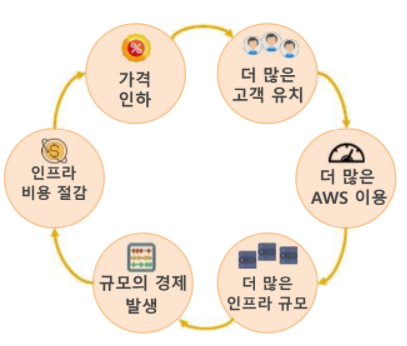 가격
인하
더 많은
고객 유치
더 많은
AWS 이용
더 많은
인프라 규모
규모의 경제
발생
인프라
비용 절감